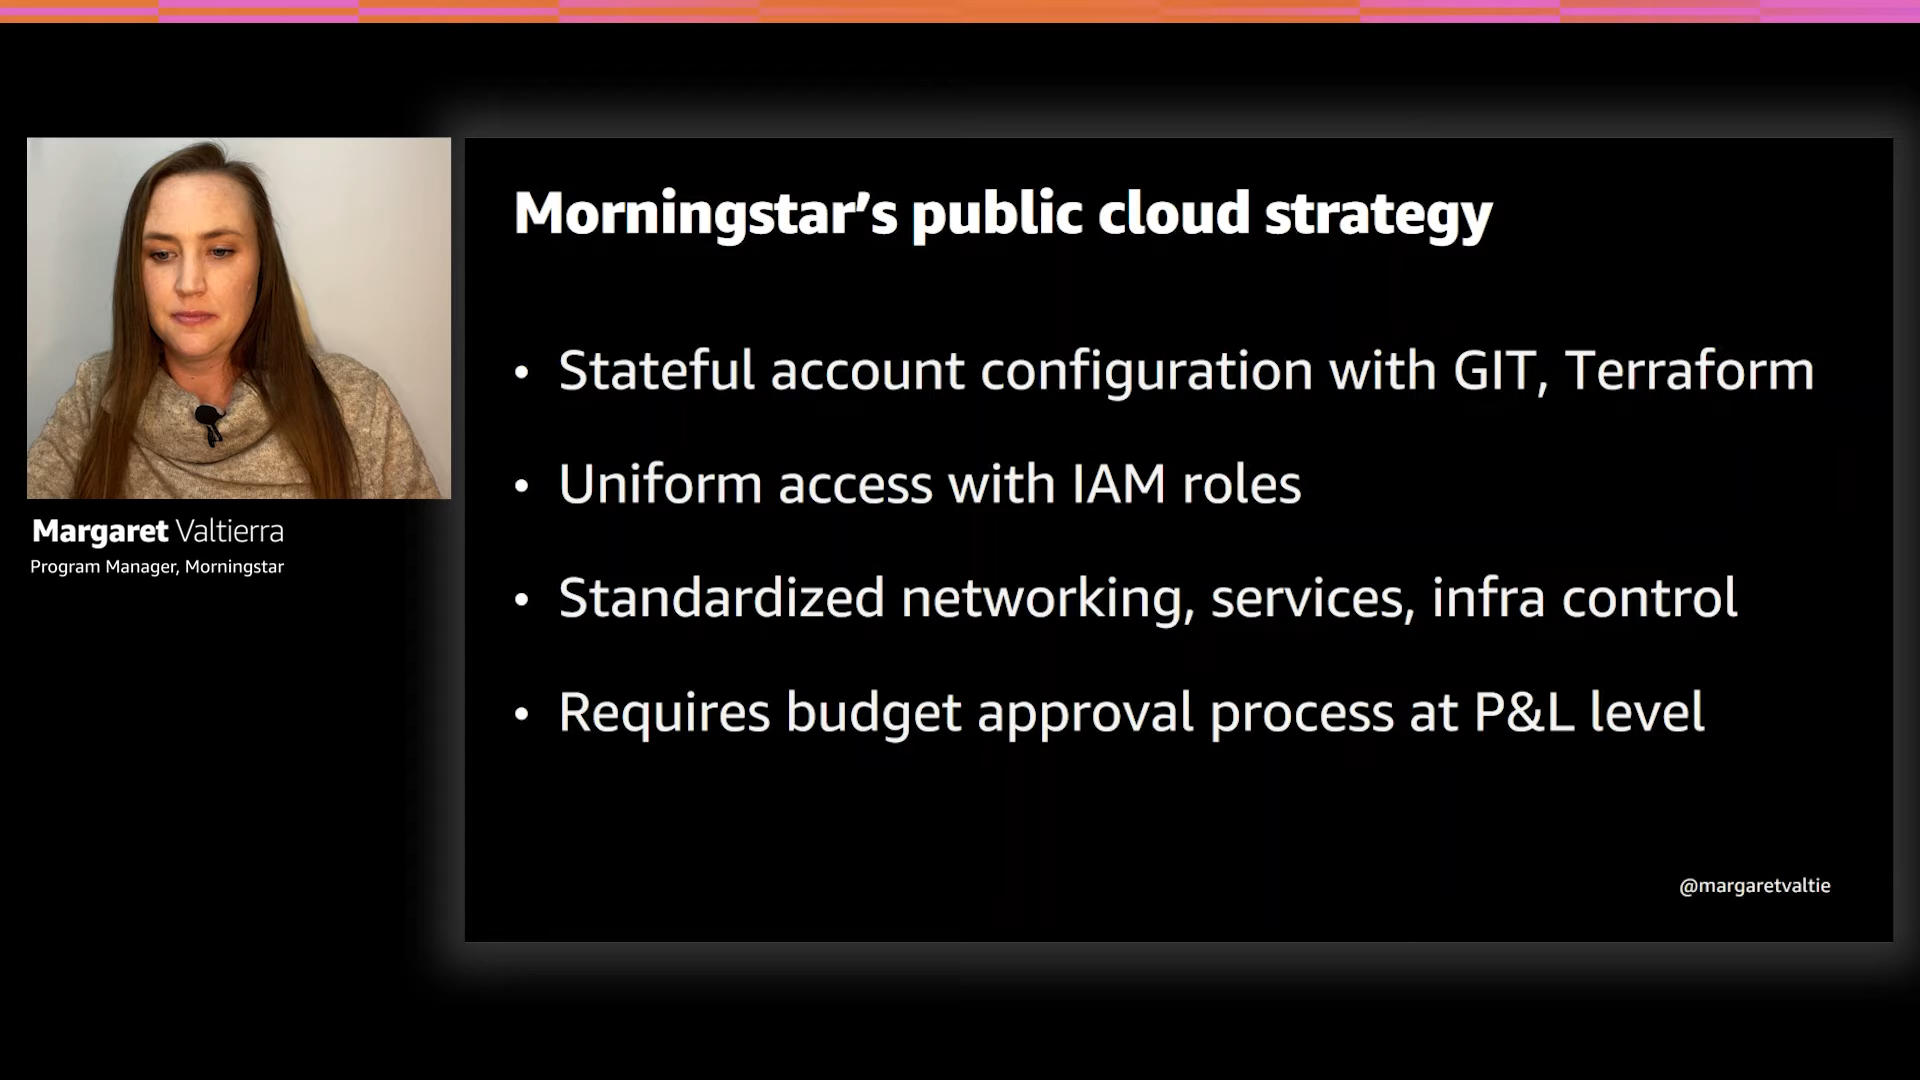 Morningstar’s public cloud strategy
• Stateful account configuration with GIT, Terraform
• Uniform access with IAM roles
• Standardized networking, services, infra control
• Requires budget approval process at P&L level
@margaretvaltie
Margaret Valtierra
Program Manager, Morningstar